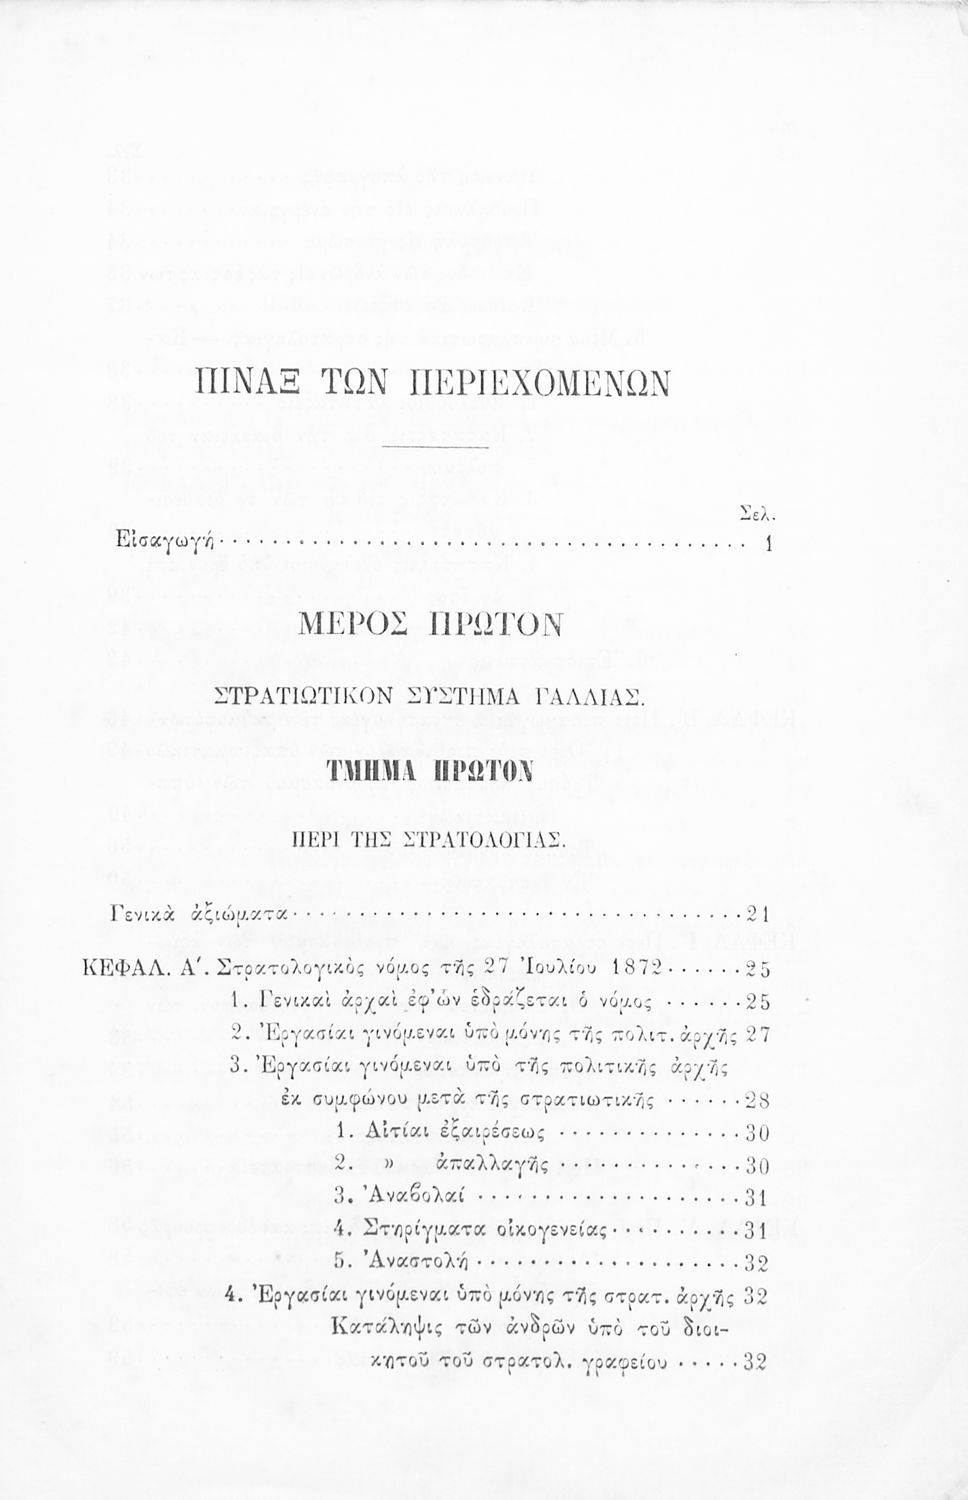 ΠΙΝΑΞ ΤΩΝ ΠΕΡΙΕΧΟΜΕΝΩΝ
Σελ.
Εἰσαγωγή 1
ΜΕΡΟΣ ΠΡΩΤΟΝ
ΣΤΡΑΤΙΩΤΙΚΟΝ ΣΥΣΤΗΜΑ ΓΑΛΛΙΑΣ.
ΤΜΗΜΑ ΠΡΩΤΟΝ
ΠΕΡΙ ΤΗΣ ΣΤΡΑΤΟΛΟΓΙΑΣ.
Γενικὰ ἀξιώματα 21
ΚΕΦΑΛ. Α΄. Στρατολογικὸς νόμος τῆς 27 Ἰουλίου 1872 25
1. Γενικαὶ ἀρχαὶ ἐφ᾽ὧν ἑδράζεται ὁ νόμος 25
2. Ἐργασίαι γινόμεναι ὑπὸ μόνης τῆς πολιτ. ἀρχῆς 27
3. Ἐργασίαι γινόμεναι ὑπὸ τῆς πολιτικῆς ἀρχῆς
ἐκ συμφώνου μετὰ τῆς στρατιωτικῆς 28
1. Αἰτίαι ἐξαιρέσεως 30
2. » ἀπαλλαγῆς 30
3. Ἀναβολαί 31
4. Στηρίγματα οἰκογενείας 31
5. Ἀναστολή 32
4. Ἐργασίαι γινόμεναι ὑπὸ μόνης τῆς στρατ. ἀρχῆς 32
Κατάληψις τῶν ἀνδρῶν ὑπὸ τοῦ διοι-
κητοῦ τοῦ στρατολ. γραφείου 32